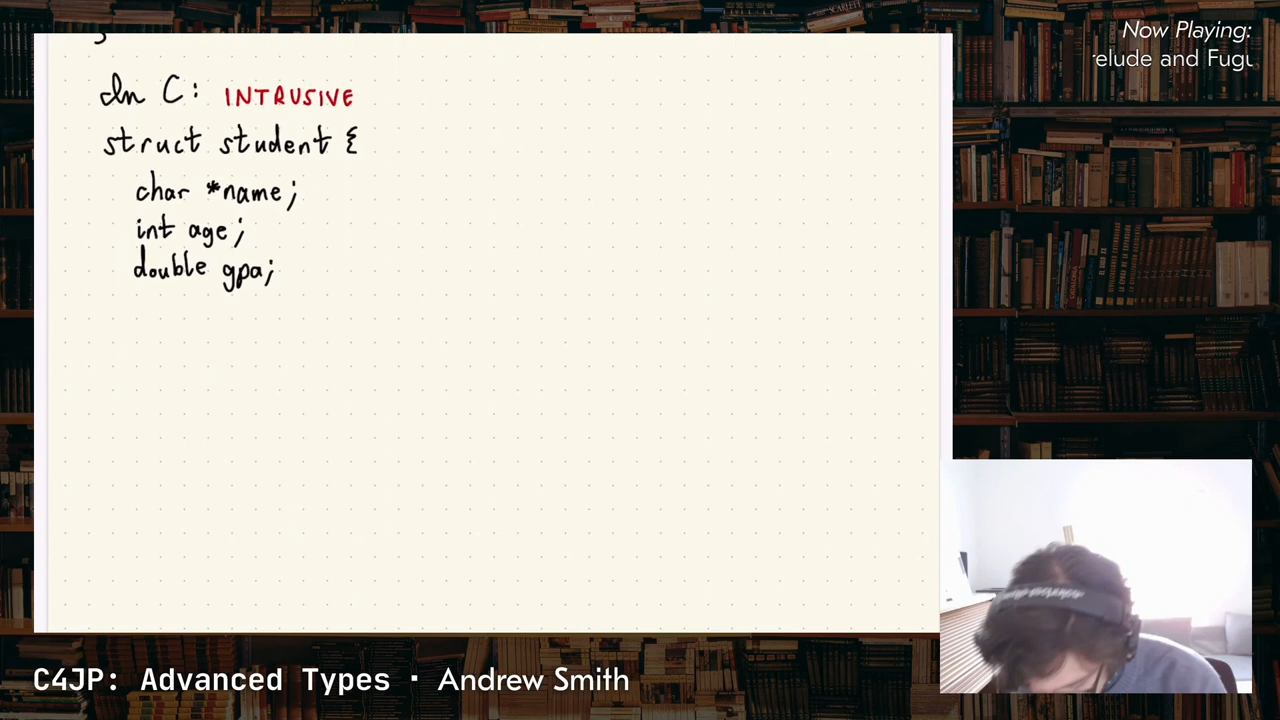 Now Playing:
elude and Fugu
In C: INTRUSIVE
struct student {
char *name;
int age;
double gpa;
C4JP: Advanced Types · Andrew Smith